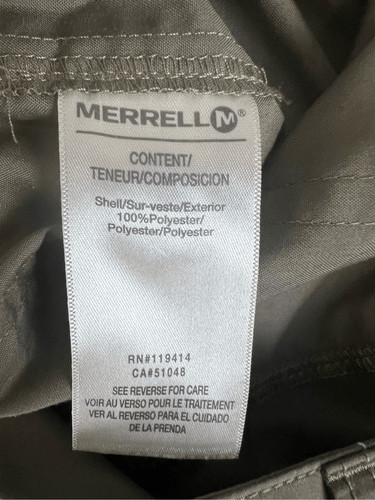 MERRELL M
CONTENT/
TENEUR/COMPOSICION
Shell/Sur-veste/Exterior
100%Polyester/
Polyester/Polyester
RN#119414
CA#51048
SEE REVERSE FOR CARE
VOIR AU VERSO POUR LE TRAITEMENT
VER AL REVERSO PARA EL CUIDADO
DE LA PRENDA